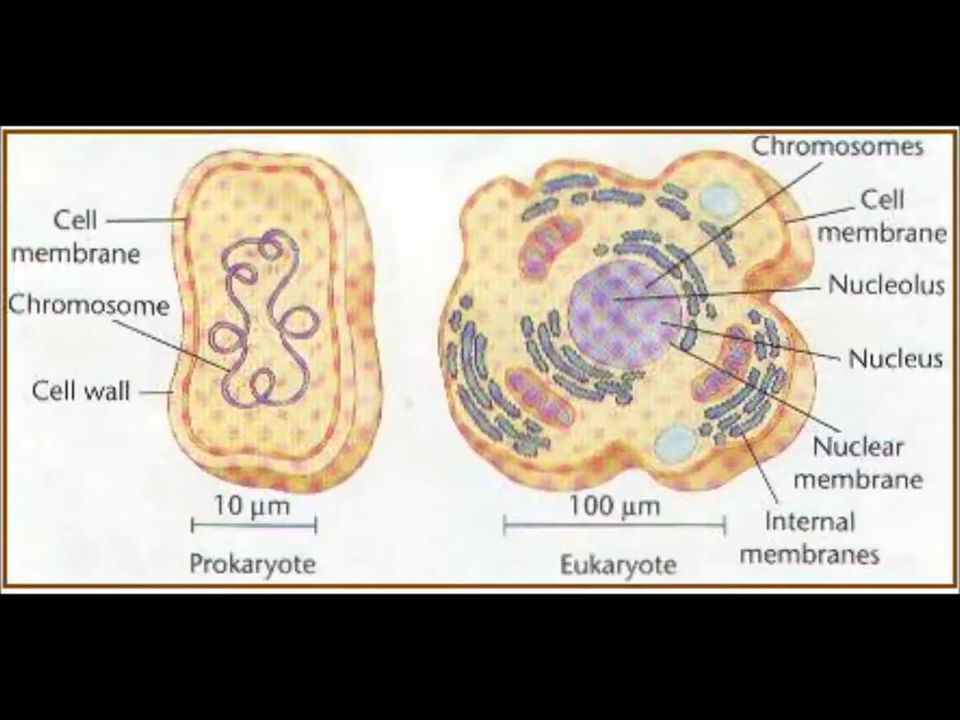 Cell
membrane
Chromosome
Cell wall
10 µm
Prokaryote
Chromosomes
Cell
membrane
Nucleolus
Nucleus
Nuclear
membrane
Internal
membranes
100 µm
Eukaryote